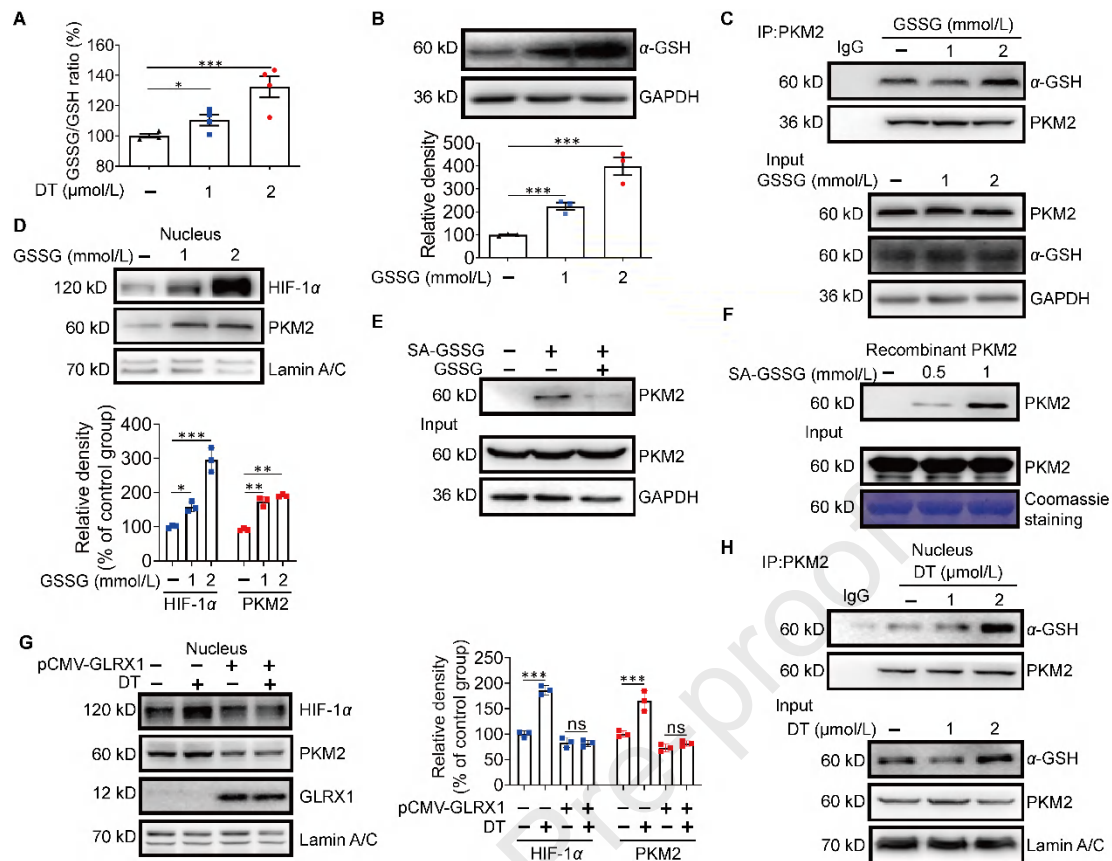 A
GSSG/GSH ratio (%)
160
140
120
100
80
DT (μmol/L)
–
1
2
*
***
B
60 kD
α-GSH
36 kD
GAPDH
Relative density
500
400
300
200
100
0
***
***
GSSG (mmol/L)
–
1
2
C
IP:PKM2
GSSG (mmol/L)
IgG
–
1
2
60 kD
α-GSH
36 kD
PKM2
Input
GSSG (mmol/L)
–
1
2
60 kD
PKM2
60 kD
α-GSH
36 kD
GAPDH
D
Nucleus
GSSG (mmol/L)
–
1
2
120 kD
HIF-1α
60 kD
PKM2
70 kD
Lamin A/C
Relative density
(% of control group)
400
300
200
100
0
***
*
**
**
GSSG (mmol/L)
– 1 2
– 1 2
HIF-1α
PKM2
E
SA-GSSG – + +
GSSG – – +
60 kD
PKM2
Input
60 kD
PKM2
36 kD
GAPDH
F
Recombinant PKM2
SA-GSSG (mmol/L) – 0.5 1
60 kD
PKM2
Input
60 kD
PKM2
60 kD
Coomassie
staining
G
Nucleus
pCMV-GLRX1 – – + +
DT – + – +
120 kD
HIF-1α
60 kD
PKM2
12 kD
GLRX1
70 kD
Lamin A/C
Relative density
(% of control group)
250
200
150
100
50
0
***
ns
***
ns
pCMV-GLRX1 – – + + – – + +
DT – + – + – + – +
HIF-1α
PKM2
H
IP:PKM2
Nucleus
DT (μmol/L)
IgG
–
1
2
60 kD
α-GSH
60 kD
PKM2
Input
DT (μmol/L)
–
1
2
60 kD
α-GSH
60 kD
PKM2
70 kD
Lamin A/C
Pre-proof